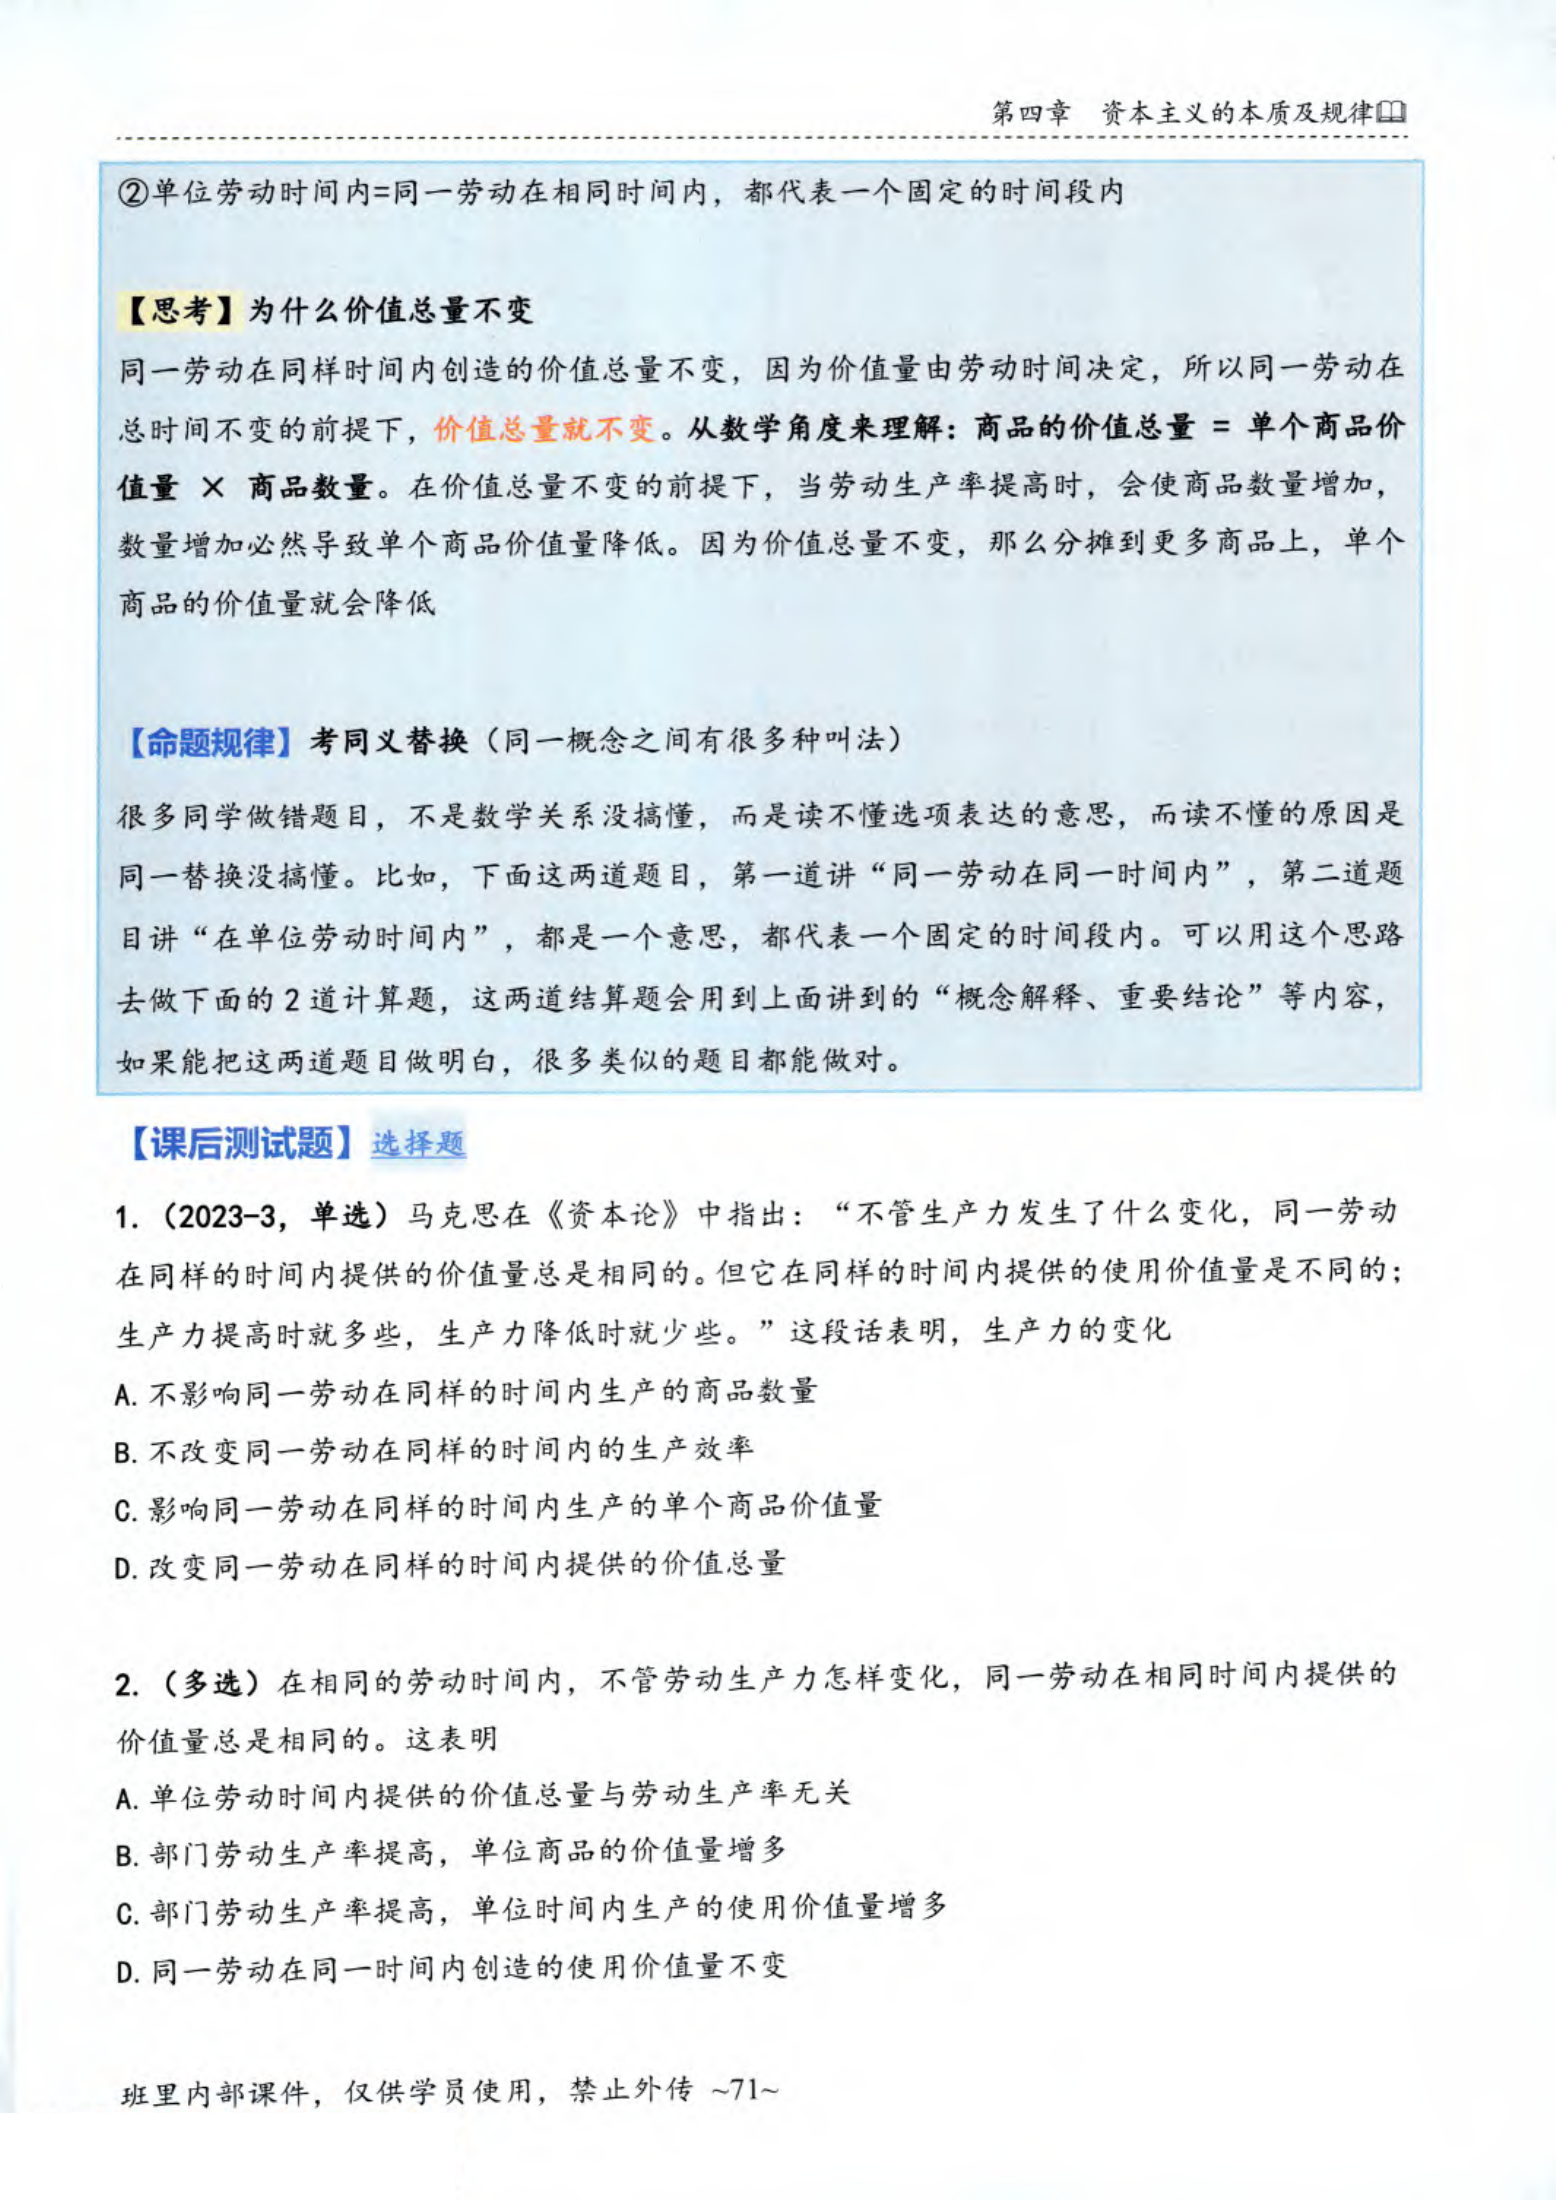 第四章 资本主义的本质及规律
②单位劳动时间内=同一劳动在相同时间内，都代表一个固定的时间段内
【思考】为什么价值总量不变
同一劳动在同样时间内创造的价值总量不变，因为价值量由劳动时间决定，所以同一劳动在
总时间不变的前提下，价值总量就不变。从数学角度来理解：商品的价值总量 = 单个商品价
值量 × 商品数量。在价值总量不变的前提下，当劳动生产率提高时，会使商品数量增加，
数量增加必然导致单个商品价值量降低。因为价值总量不变，那么分摊到更多商品上，单个
商品的价值量就会降低
【命题规律】考同义替换（同一概念之间有很多种叫法）
很多同学做错题目，不是数学关系没搞懂，而是读不懂选项表达的意思，而读不懂的原因是
同一替换没搞懂。比如，下面这两道题目，第一道讲“同一劳动在同一时间内”，第二道题
目讲“在单位劳动时间内”，都是一个意思，都代表一个固定的时间段内。可以用这个思路
去做下面的2道计算题，这两道结算题会用到上面讲到的“概念解释、重要结论”等内容，
如果能把这两道题目做明白，很多类似的题目都能做对。
【课后测试题】选择题
1.（2023-3，单选）马克思在《资本论》中指出：“不管生产力发生了什么变化，同一劳动
在同样的时间内提供的价值量总是相同的。但它在同样的时间内提供的使用价值量是不同的；
生产力提高时就多些，生产力降低时就少些。”这段话表明，生产力的变化
A.不影响同一劳动在同样的时间内生产的商品数量
B.不改变同一劳动在同样的时间内的生产效率
C.影响同一劳动在同样的时间内生产的单个商品价值量
D.改变同一劳动在同样的时间内提供的价值总量
2.（多选）在相同的劳动时间内，不管劳动生产力怎样变化，同一劳动在相同时间内提供的
价值量总是相同的。这表明
A.单位劳动时间内提供的价值总量与劳动生产率无关
B.部门劳动生产率提高，单位商品的价值量增多
C.部门劳动生产率提高，单位时间内生产的使用价值量增多
D.同一劳动在同一时间内创造的使用价值量不变
班里内部课件，仅供学员使用，禁止外传 ~71~